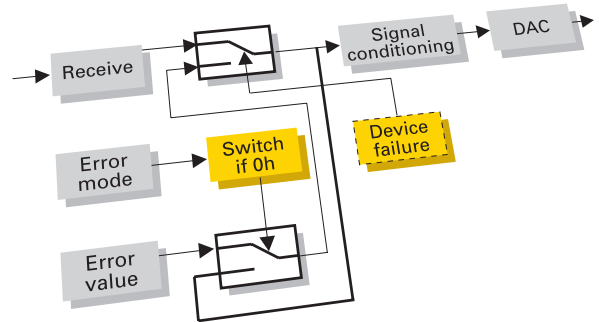 Receive
Signal
conditioning
DAC
Device
failure
Error
mode
Switch
if 0h
Error
value